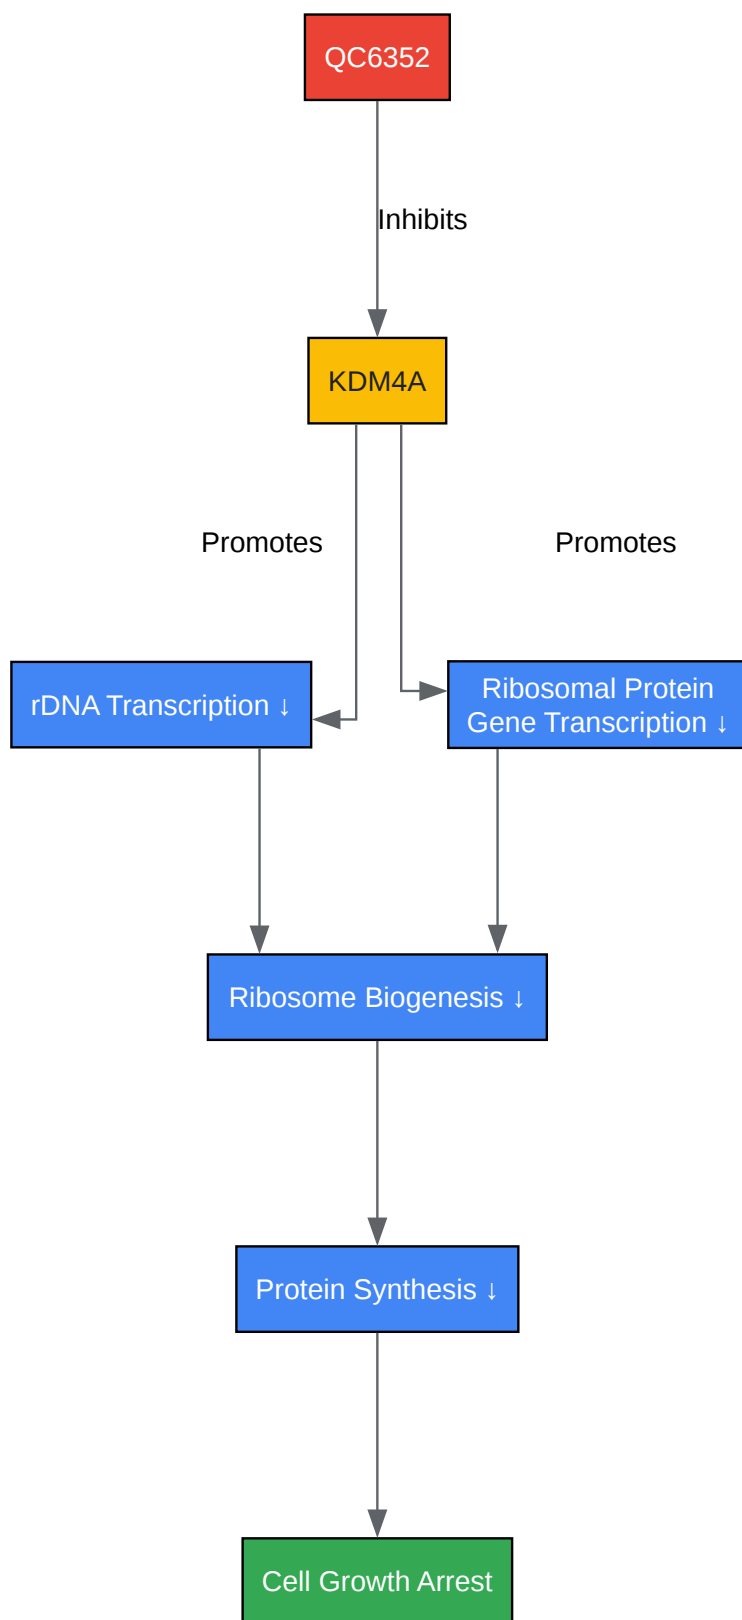 QC6352
Inhibits
KDM4A
Promotes
Promotes
rDNA Transcription ↓
Ribosomal Protein
Gene Transcription ↓
Ribosome Biogenesis ↓
Protein Synthesis ↓
Cell Growth Arrest